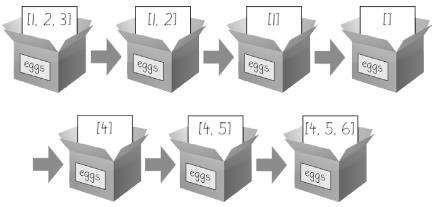 [1, 2, 3] [1, 2] [1] []
eggs eggs eggs eggs
[4] [4, 5] [4, 5, 6]
eggs eggs eggs